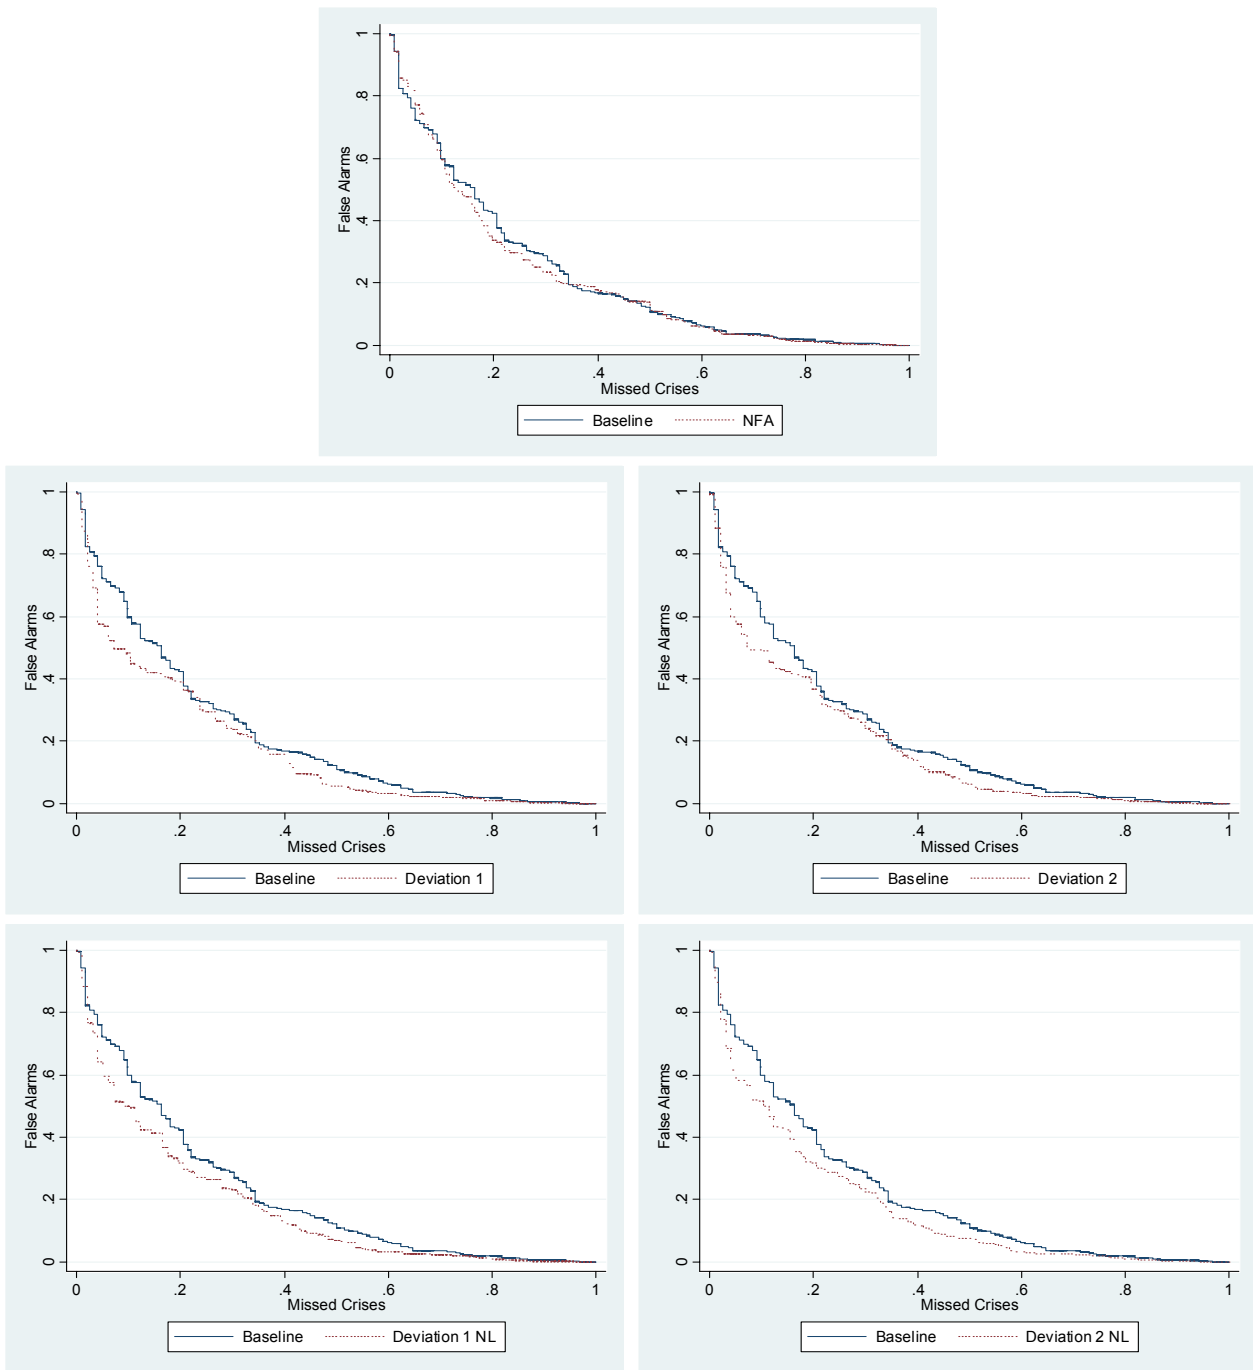 False Alarms
1
.8
.6
.4
.2
0
0 .2 .4 .6 .8 1
Missed Crises
Baseline NFA
False Alarms
1
.8
.6
.4
.2
0
0 .2 .4 .6 .8 1
Missed Crises
Baseline Deviation 1
False Alarms
1
.8
.6
.4
.2
0
0 .2 .4 .6 .8 1
Missed Crises
Baseline Deviation 2
False Alarms
1
.8
.6
.4
.2
0
0 .2 .4 .6 .8 1
Missed Crises
Baseline Deviation 1 NL
False Alarms
1
.8
.6
.4
.2
0
0 .2 .4 .6 .8 1
Missed Crises
Baseline Deviation 2 NL